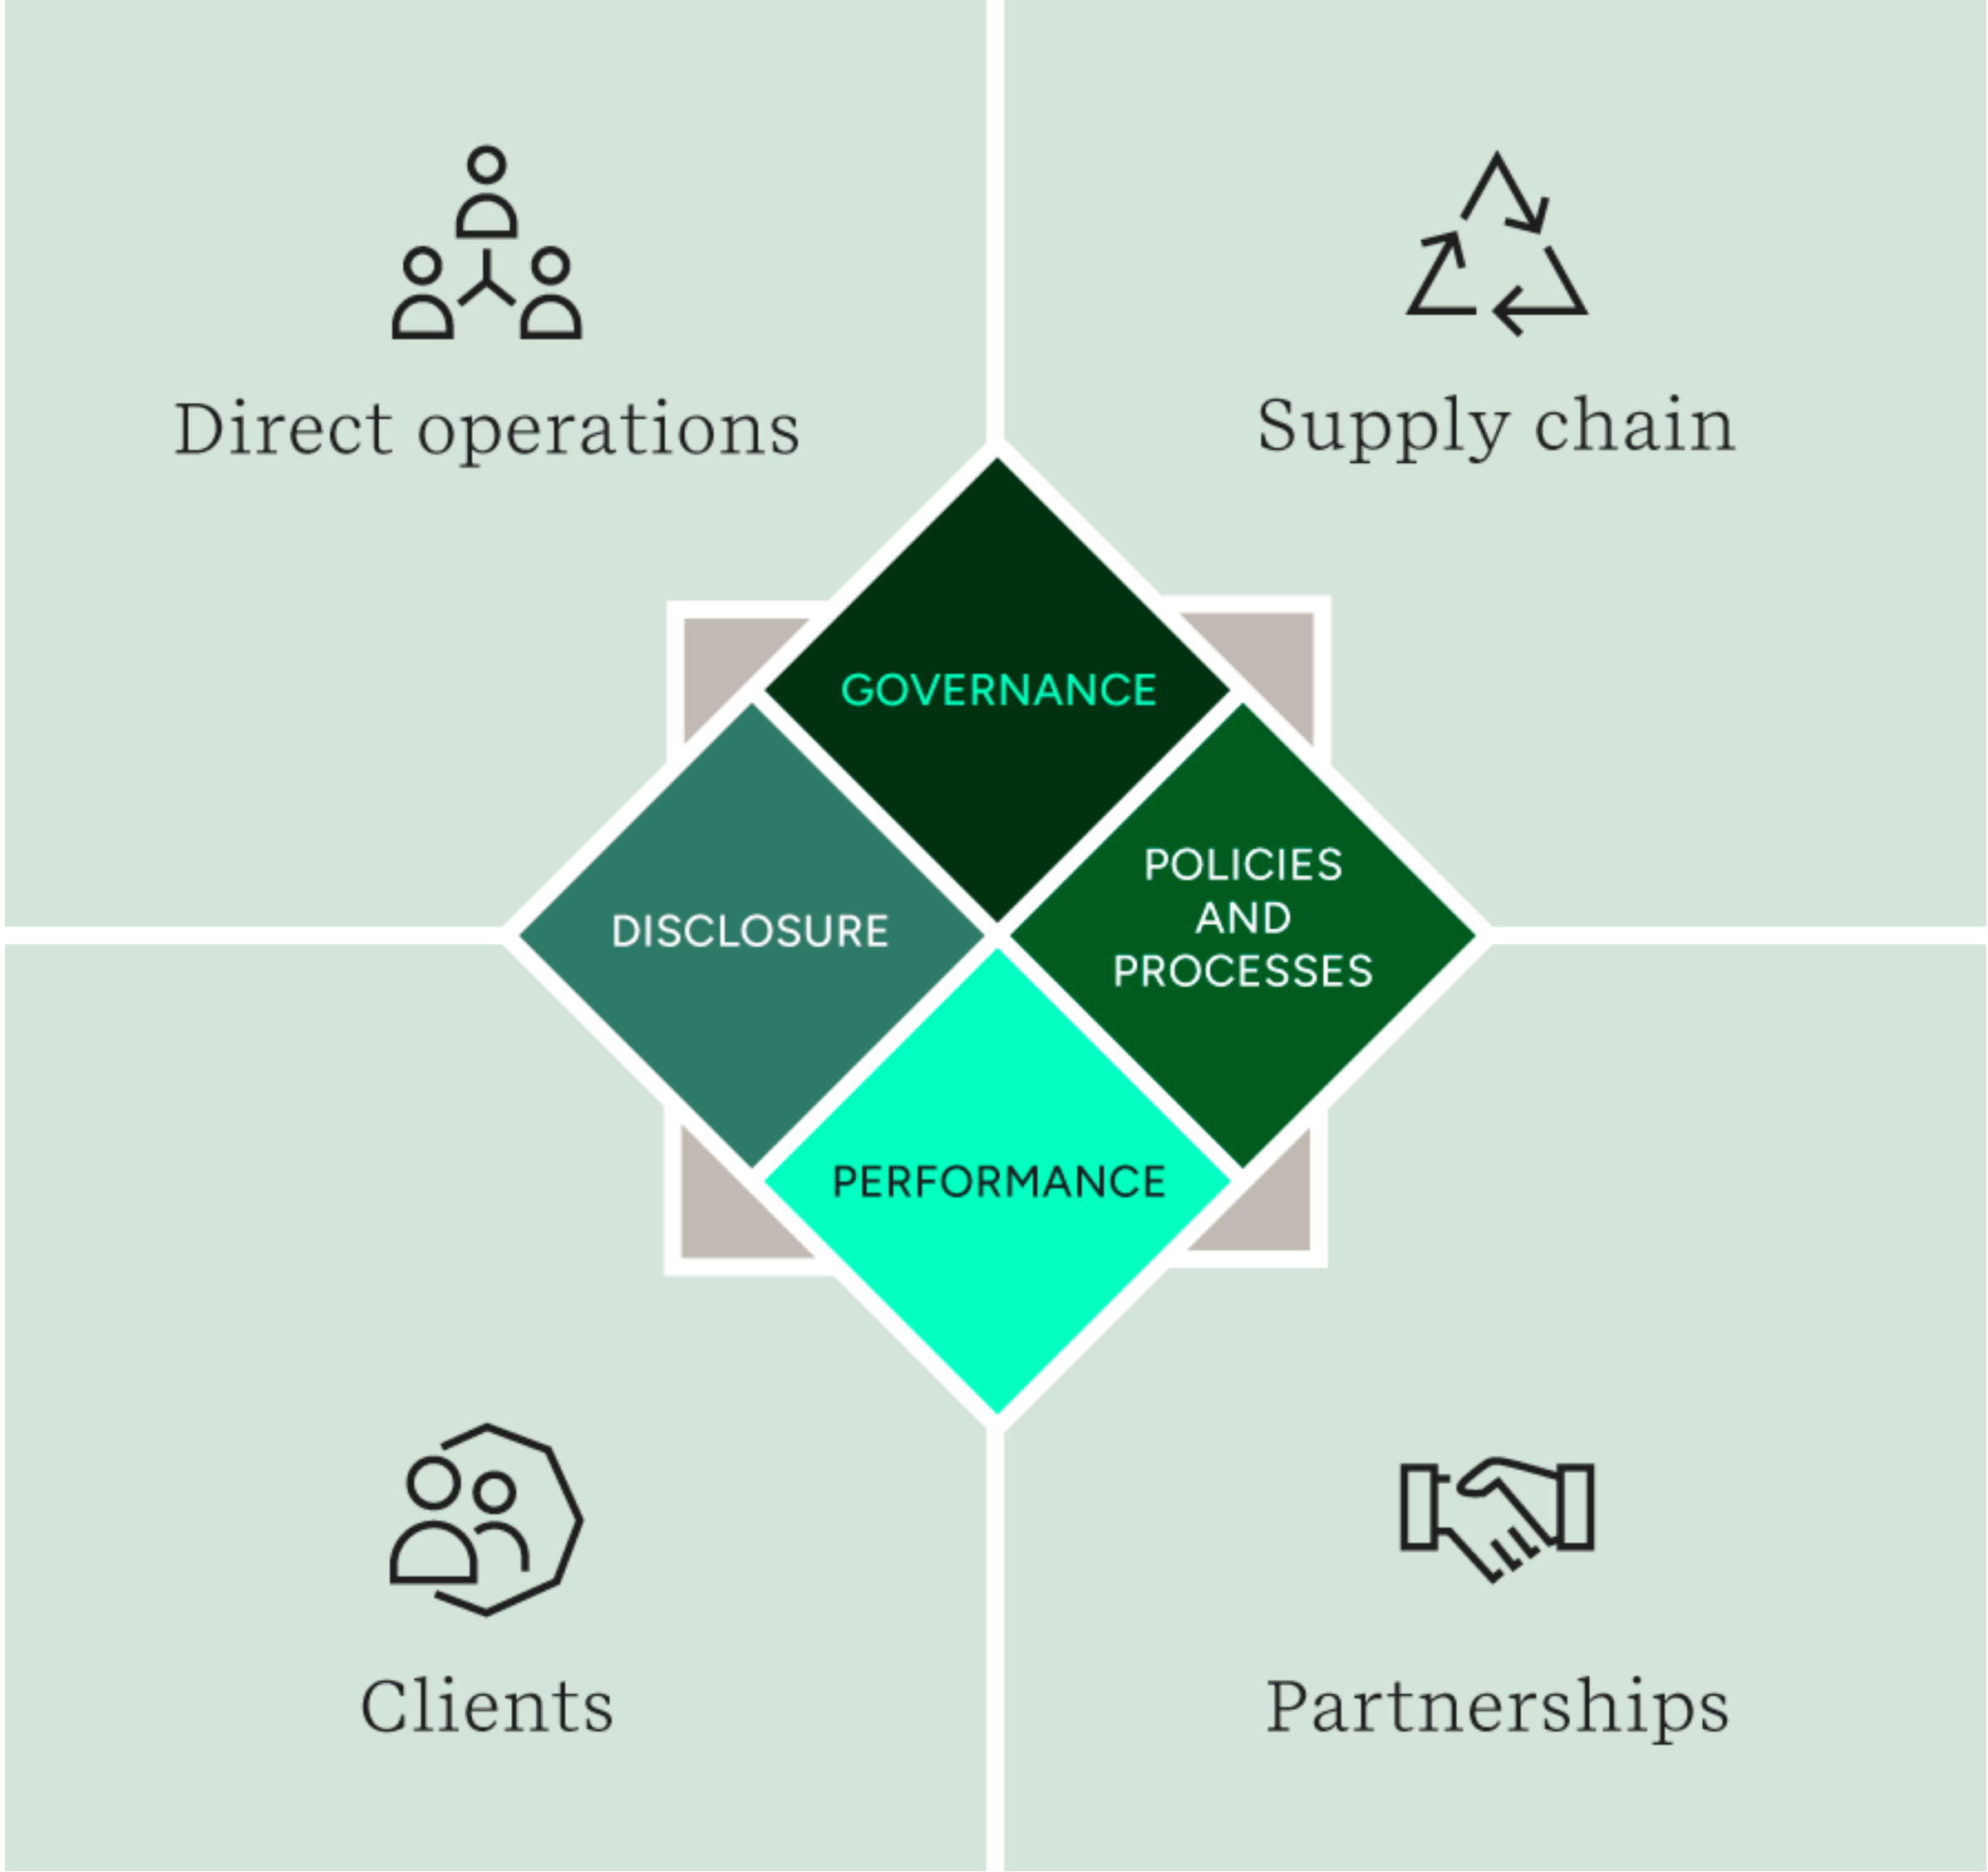 Direct operations
Supply chain
GOVERNANCE
DISCLOSURE
POLICIES
AND
PROCESSES
PERFORMANCE
Clients
Partnerships